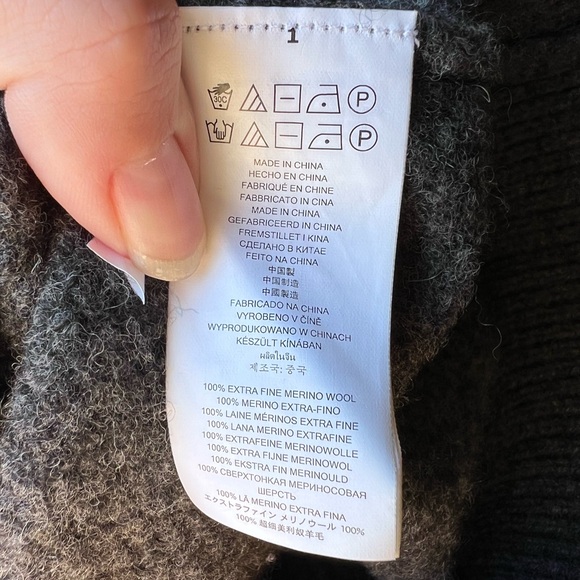 1
30C P
P
MADE IN CHINA
HECHO EN CHINA
FABRIQUÉ EN CHINE
FABBRICATO IN CINA
MADE IN CHINA
GEFABRICEERD IN CHINA
FREMSTILLET I KINA
СДЕЛАНО В КИТАЕ
FEITO NA CHINA
中国製
中国制造
中國製造
FABRICADO NA CHINA
VYROBENO V ČÍNĚ
WYPRODUKOWANO W CHINACH
KÉSZÜLT KÍNÁBAN
ผลิตในจีน
제조국: 중국
100% EXTRA FINE MERINO WOOL
100% MERINO EXTRA-FINO
100% LAINE MÉRINOS EXTRA FINE
100% LANA MERINO EXTRAFINE
100% EXTRAFEINE MERINOWOLLE
100% EXTRA FIJNE MERINOWOL
100% EKSTRA FIN MERINOULD
100% СВЕРХТОНКАЯ МЕРИНОСОВАЯ
ШЕРСТЬ
100% LÃ MERINO EXTRA FINA
エクストラファイン メリノウール 100%
100% 超细美利奴羊毛